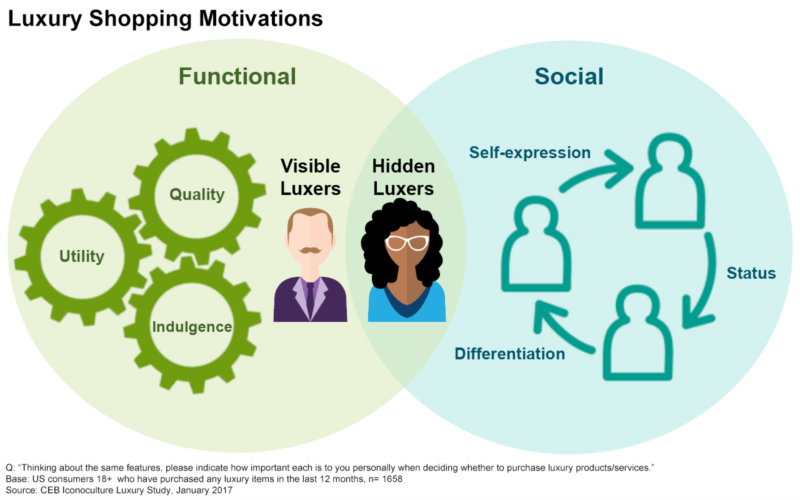 Luxury Shopping Motivations
Functional
Social
Quality
Utility
Indulgence
Visible
Luxers
Hidden
Luxers
Self-expression
Status
Differentiation
Q: “Thinking about the same features, please indicate how important each is to you personally when deciding whether to purchase luxury products/services.”
Base: US consumers 18+ who have purchased any luxury items in the last 12 months, n= 1658
Source: CEB Iconoculture Luxury Study, January 2017